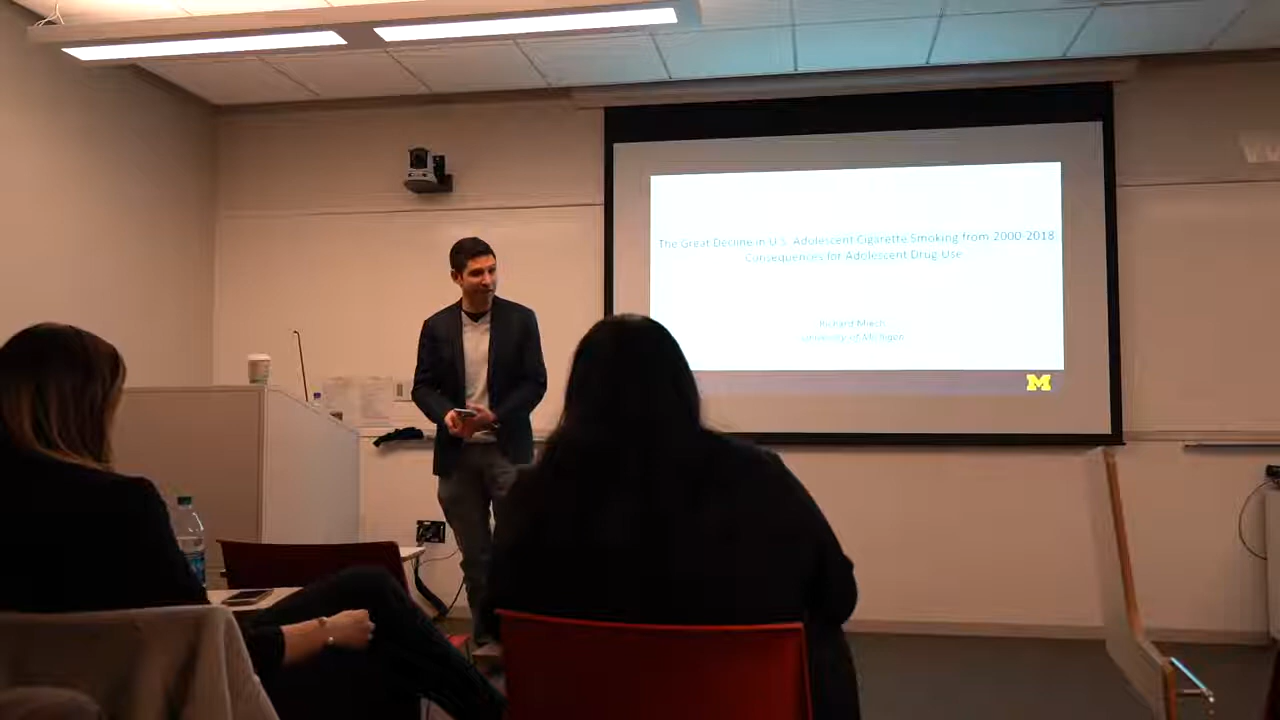 The Great Decline in U.S. Adolescent Cigarette Smoking from 2000-2018
Consequences for Adolescent Drug Use
Richard Miech
University of Michigan
M